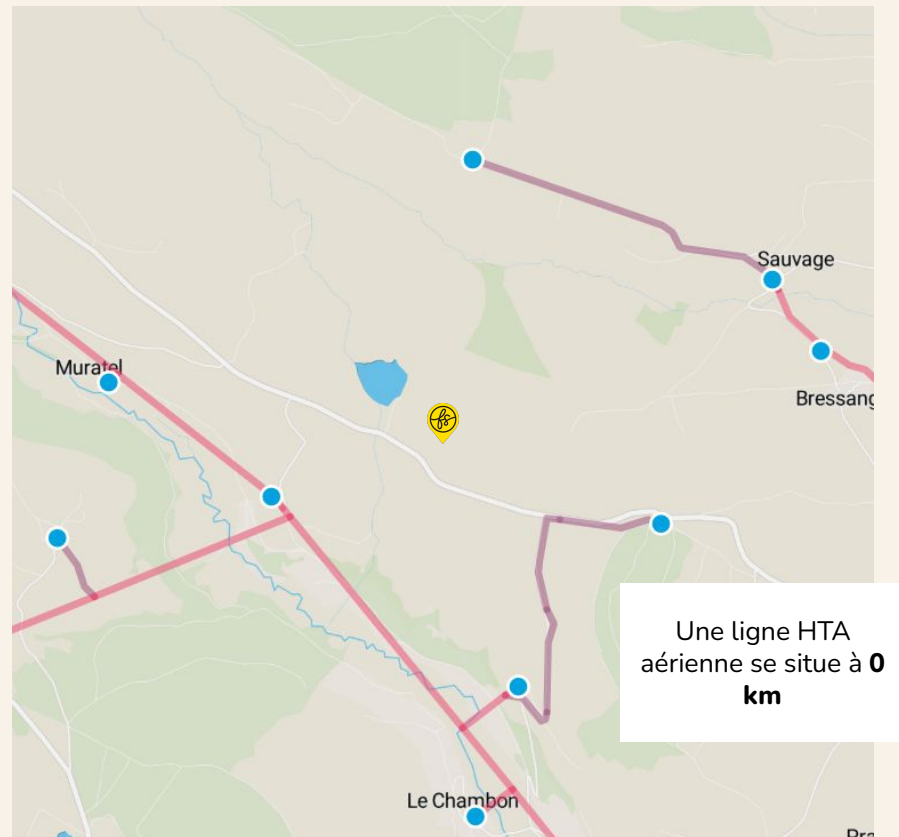 Sauvage
Muratel
Bressang
Une ligne HTA
aérienne se situe à 0
km
Le Chambon